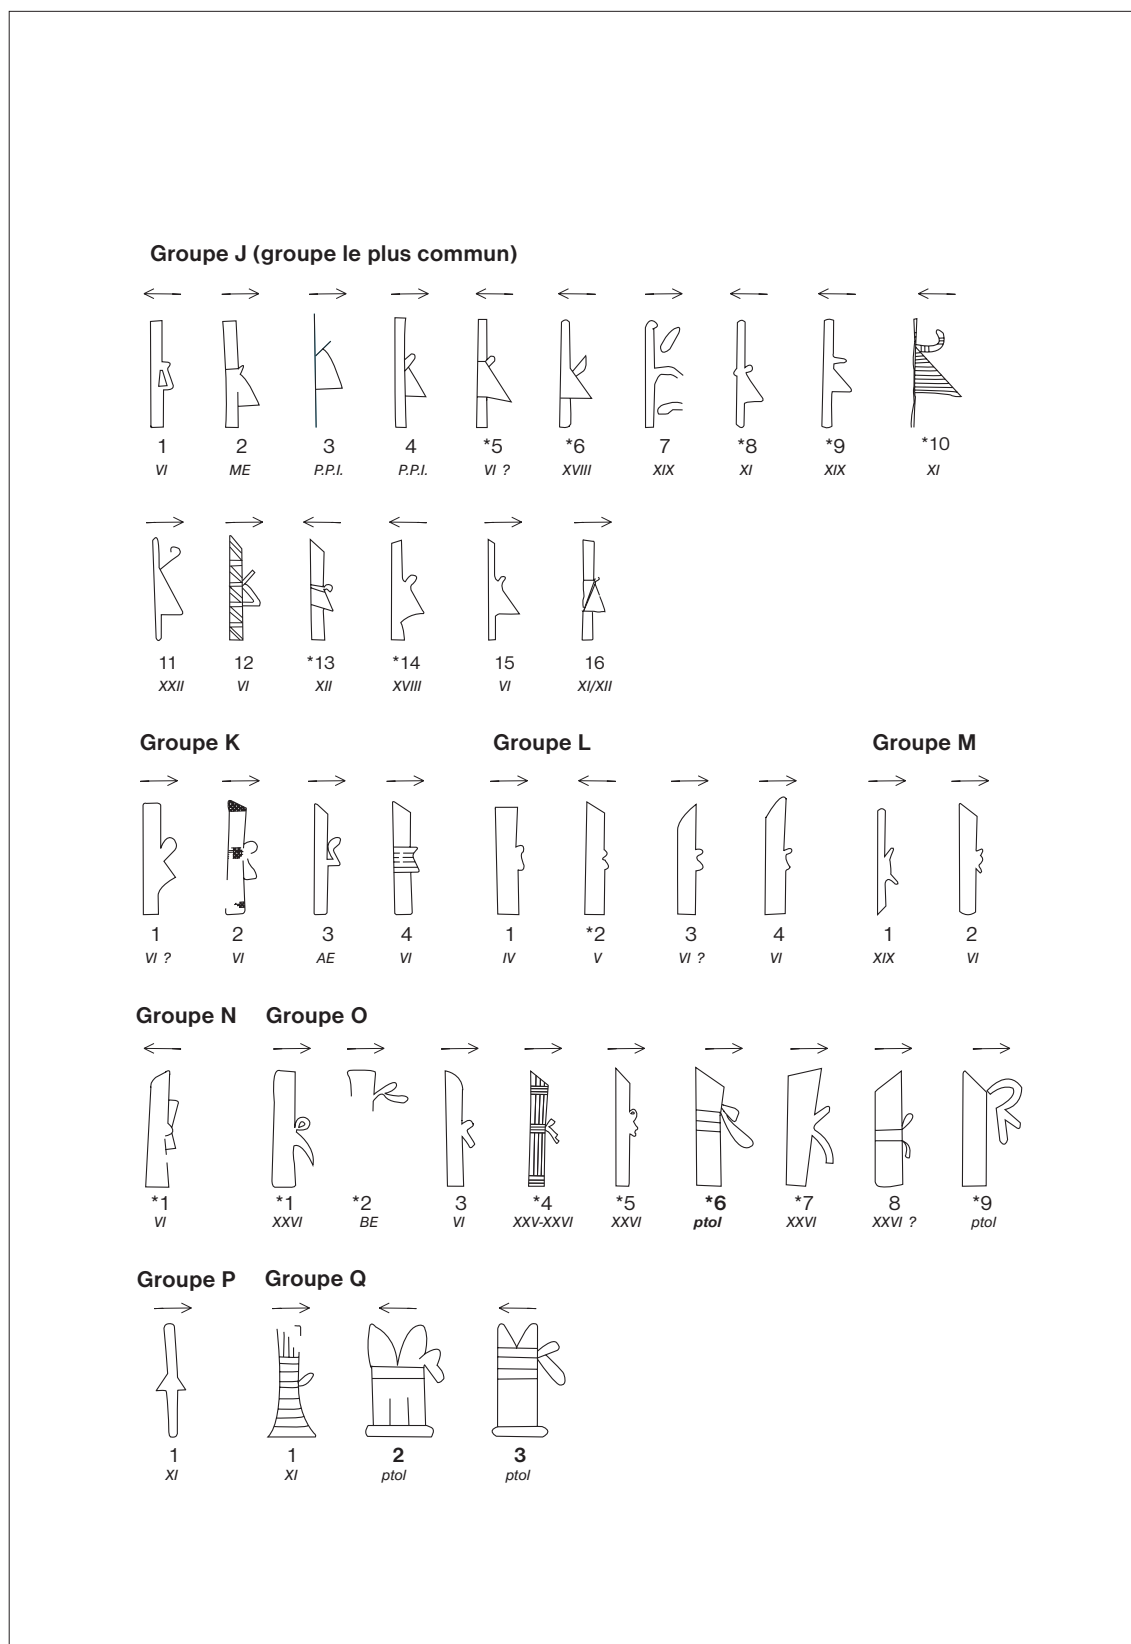 Groupe J (groupe le plus commun)
1 2 3 4 *5 *6 7 *8 *9 *10
VI ME P.P.I. P.P.I. VI ? XVIII XIX XI XIX XI
11 12 *13 *14 15 16
XXII VI XII XVIII VI XI/XII
Groupe K Groupe L Groupe M
1 2 3 4 1 *2 3 4 1 2
VI ? VI AE VI IV V VI ? VI XIX VI
Groupe N Groupe O
*1 *1 *2 3 *4 *5 *6 *7 8 *9
VI XXVI BE VI XXV-XXVI XXVI ptol XXVI XXVI ? ptol
Groupe P Groupe Q
1 1 2 3
XI XI ptol ptol